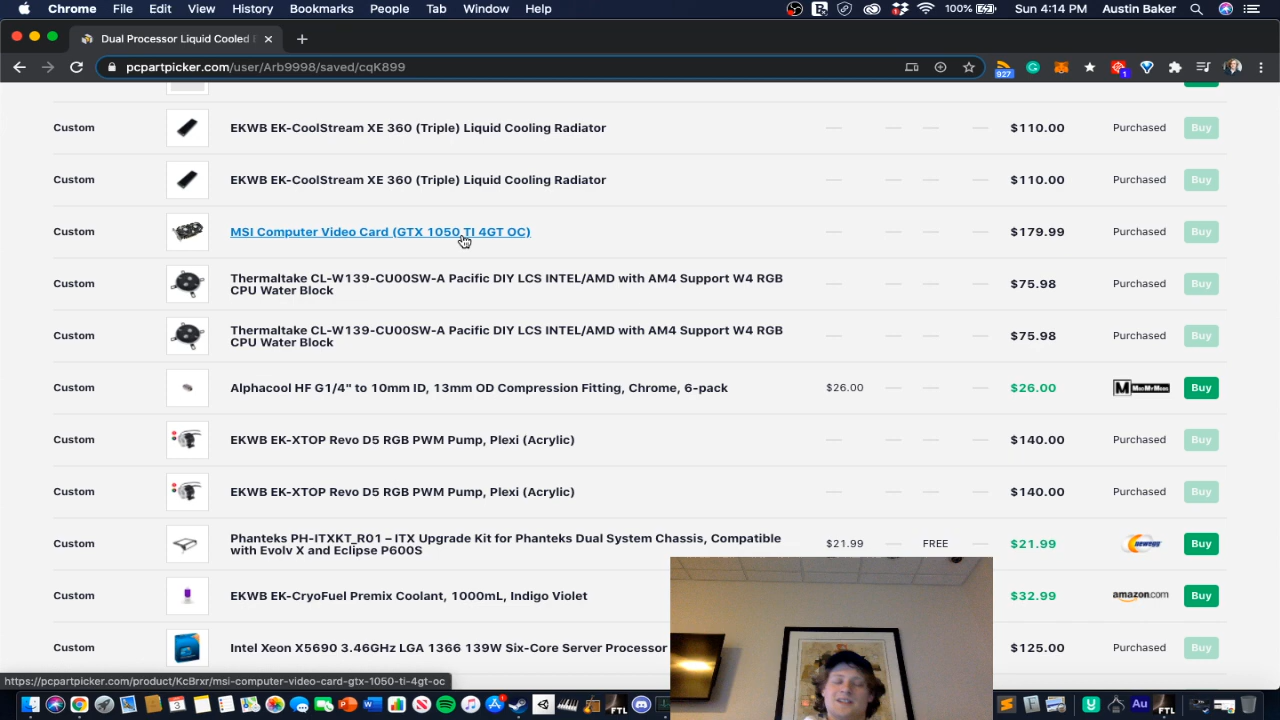 Chrome File Edit View History Bookmarks People Tab Window Help 100% Sun 4:14 PM Austin Baker
Dual Processor Liquid Cooled
pcpartpicker.com/user/Arb9998/saved/cqK899
927
1
Custom EKWB EK-CoolStream XE 360 (Triple) Liquid Cooling Radiator $110.00 Purchased Buy
Custom EKWB EK-CoolStream XE 360 (Triple) Liquid Cooling Radiator $110.00 Purchased Buy
Custom MSI Computer Video Card (GTX 1050 TI 4GT OC) $179.99 Purchased Buy
Custom Thermaltake CL-W139-CU00SW-A Pacific DIY LCS INTEL/AMD with AM4 Support W4 RGB
CPU Water Block $75.98 Purchased Buy
Custom Thermaltake CL-W139-CU00SW-A Pacific DIY LCS INTEL/AMD with AM4 Support W4 RGB
CPU Water Block $75.98 Purchased Buy
Custom Alphacool HF G1/4" to 10mm ID, 13mm OD Compression Fitting, Chrome, 6-pack $26.00 $26.00 ModMyMods Buy
Custom EKWB EK-XTOP Revo D5 RGB PWM Pump, Plexi (Acrylic) $140.00 Purchased Buy
Custom EKWB EK-XTOP Revo D5 RGB PWM Pump, Plexi (Acrylic) $140.00 Purchased Buy
Custom Phanteks PH-ITXKT_R01 – ITX Upgrade Kit for Phanteks Dual System Chassis, Compatible
with Evolv X and Eclipse P600S $21.99 FREE $21.99 newegg Buy
Custom EKWB EK-CryoFuel Premix Coolant, 1000mL, Indigo Violet $32.99 amazon.com Buy
Custom Intel Xeon X5690 3.46GHz LGA 1366 139W Six-Core Server Processor $125.00 Purchased Buy
https://pcpartpicker.com/product/KcBrxr/msi-computer-video-card-gtx-1050-ti-4gt-oc
FTL Au FTL